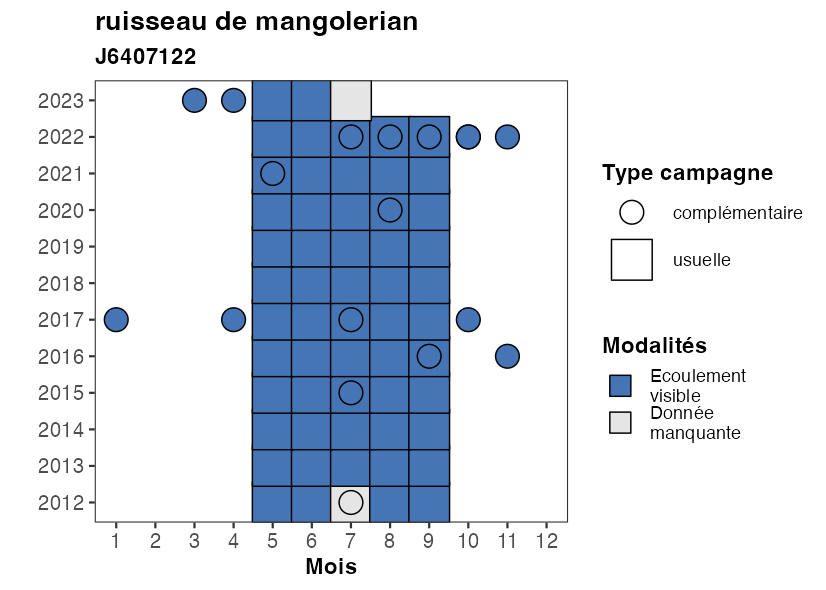 ruisseau de mangolerian
J6407122
2023
2022
2021
2020
2019
2018
2017
2016
2015
2014
2013
2012
1 2 3 4 5 6 7 8 9 10 11 12
Mois
Type campagne
complémentaire
usuelle
Modalités
Ecoulement
visible
Donnée
manquante